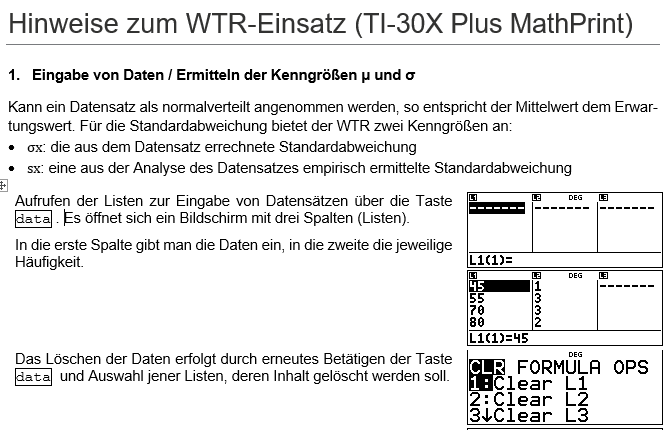 Hinweise zum WTR-Einsatz (TI-30X Plus MathPrint)
1. Eingabe von Daten / Ermitteln der Kenngrößen μ und σ
Kann ein Datensatz als normalverteilt angenommen werden, so entspricht der Mittelwert dem Erwar-
tungswert. Für die Standardabweichung bietet der WTR zwei Kenngrößen an:
• σx: die aus dem Datensatz errechnete Standardabweichung
• sx: eine aus der Analyse des Datensatzes empirisch ermittelte Standardabweichung
Aufrufen der Listen zur Eingabe von Datensätzen über die Taste
data . Es öffnet sich ein Bildschirm mit drei Spalten (Listen).
In die erste Spalte gibt man die Daten ein, in die zweite die jeweilige
Häufigkeit.
DEG
L1(1)=
DEG
45 1
55 3
70 3
80 2
L1(1)=45
Das Löschen der Daten erfolgt durch erneutes Betätigen der Taste
data und Auswahl jener Listen, deren Inhalt gelöscht werden soll.
DEG
CLR FORMULA OPS
1:Clear L1
2:Clear L2
3↓Clear L3